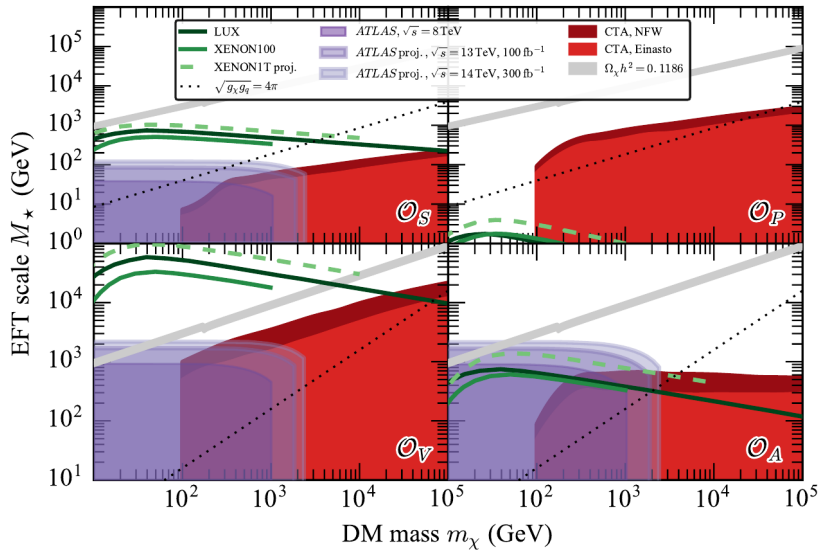 LUX
XENON100
XENON1T proj.
√g_χg_q = 4π
ATLAS, √s = 8 TeV
ATLAS proj., √s = 13 TeV, 100 fb⁻¹
ATLAS proj., √s = 14 TeV, 300 fb⁻¹
CTA, NFW
CTA, Einasto
Ω_χh² = 0.1186
EFT scale M⋆ (GeV)
10⁵
10⁴
10³
10²
10¹
10⁰
𝒪_S
𝒪_P
10⁴
10³
10²
10¹
𝒪_V
𝒪_A
10² 10³ 10⁴ 10⁵ 10² 10³ 10⁴ 10⁵
DM mass m_χ (GeV)